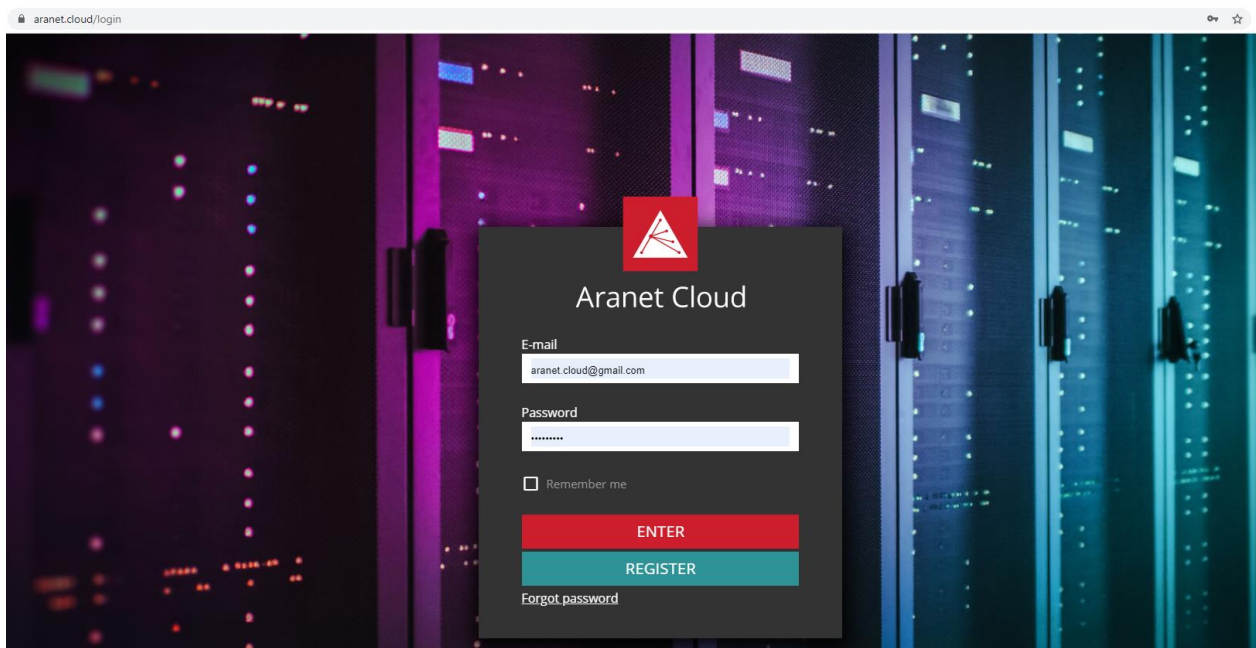 aranet.cloud/login
Aranet Cloud
E-mail
aranet.cloud@gmail.com
Password
•••••••••
Remember me
ENTER
REGISTER
Forgot password